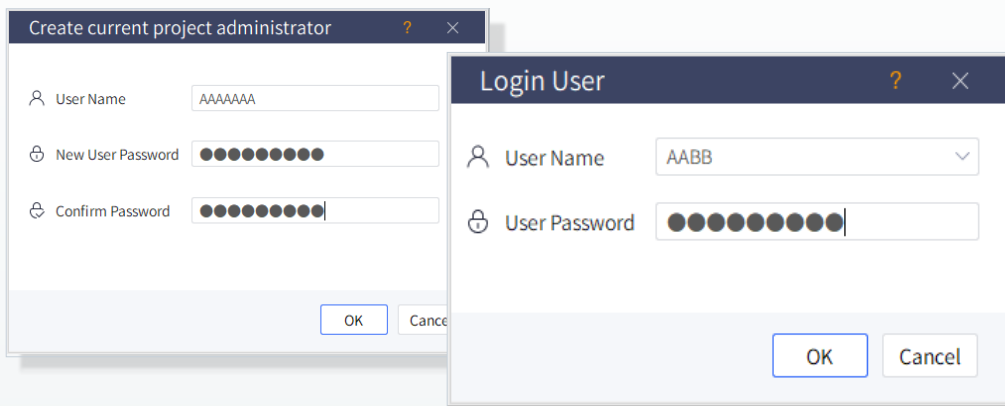 Create current project administrator ?
User Name AAAAAAA
New User Password ●●●●●●●●●
Confirm Password ●●●●●●●●●
OK Cance
Login User ?
User Name AABB
User Password ●●●●●●●●●
OK Cancel